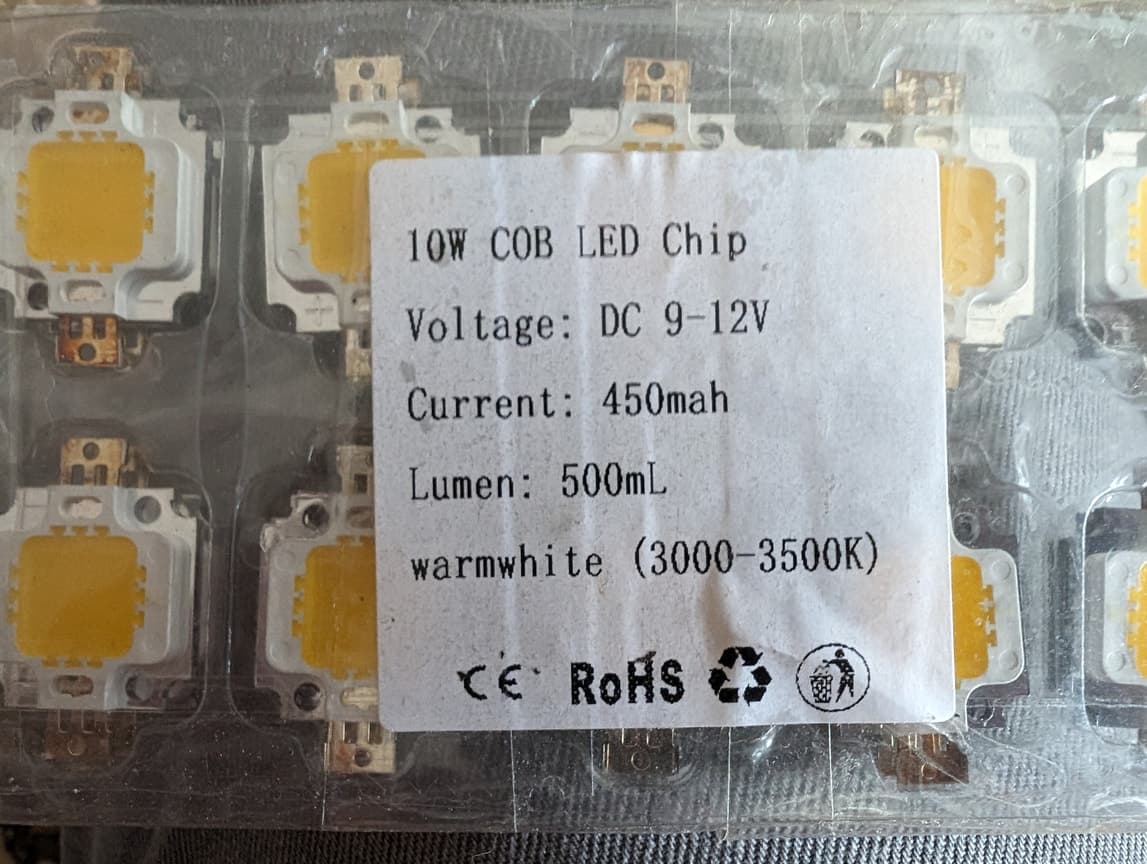 10W COB LED Chip
Voltage: DC 9-12V
Current: 450mah
Lumen: 500mL
warmwhite (3000-3500K)
CE RoHS